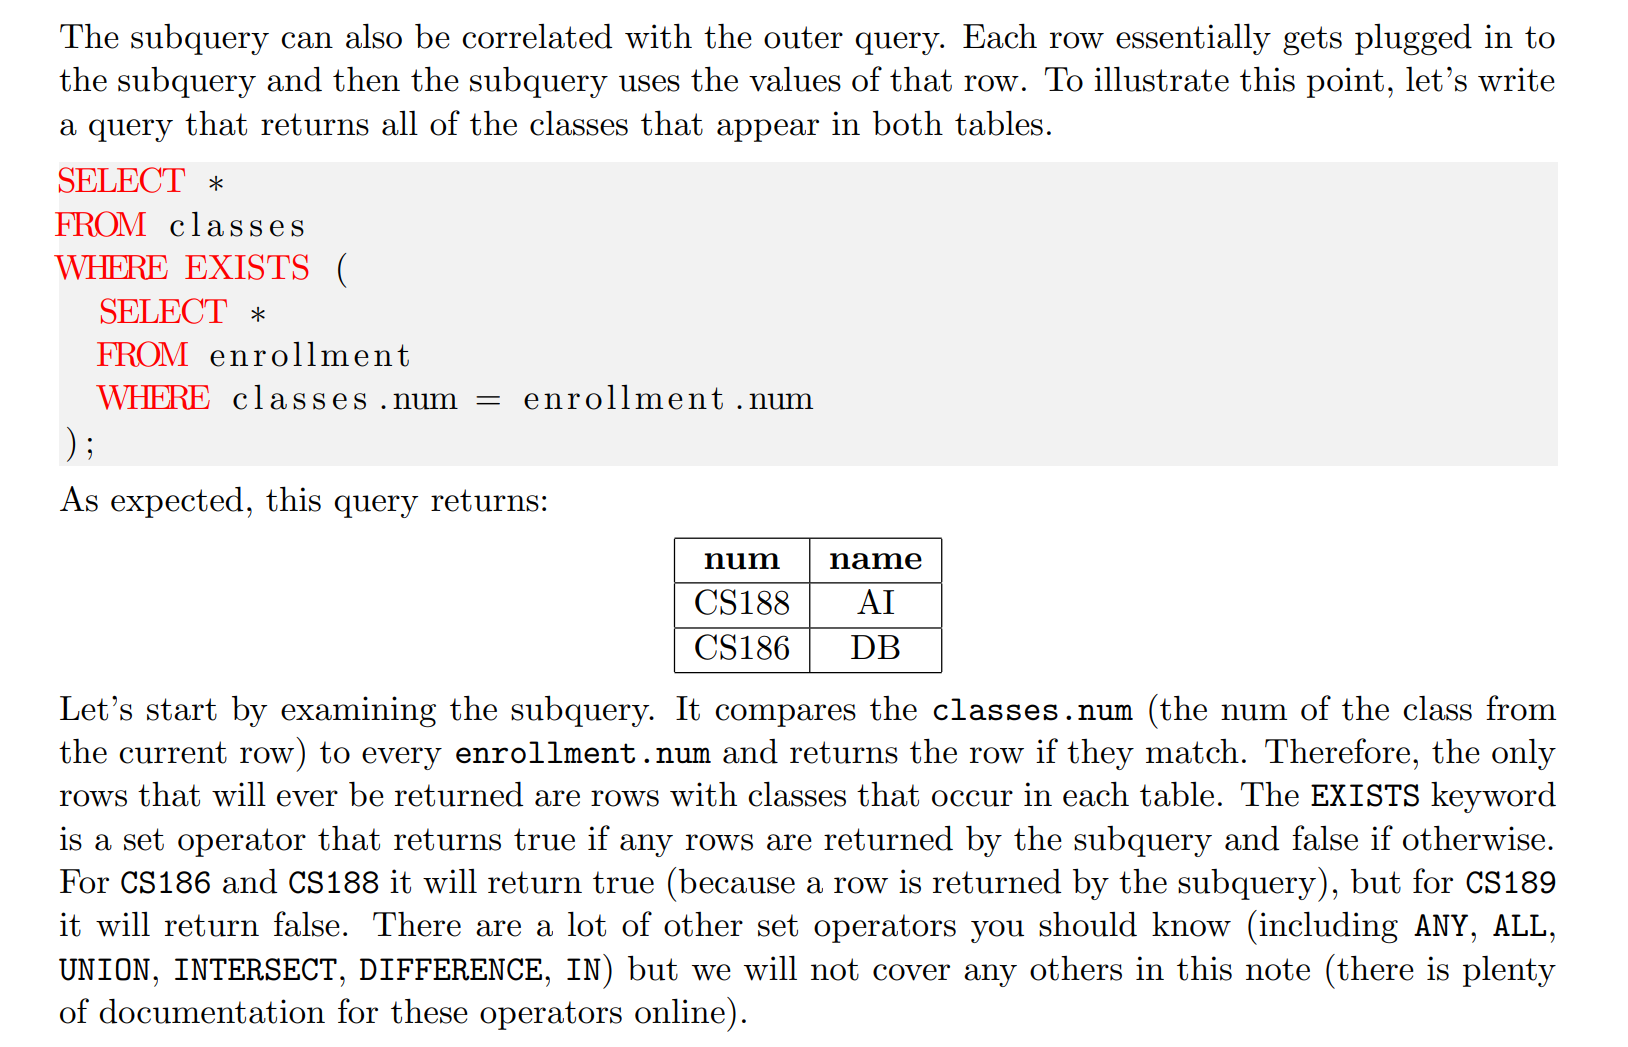 The subquery can also be correlated with the outer query. Each row essentially gets plugged in to
the subquery and then the subquery uses the values of that row. To illustrate this point, let's write
a query that returns all of the classes that appear in both tables.
SELECT *
FROM classes
WHERE EXISTS (
SELECT *
FROM enrollment
WHERE classes.num = enrollment.num
);
As expected, this query returns:
num name
CS188 AI
CS186 DB
Let's start by examining the subquery. It compares the classes.num (the num of the class from
the current row) to every enrollment.num and returns the row if they match. Therefore, the only
rows that will ever be returned are rows with classes that occur in each table. The EXISTS keyword
is a set operator that returns true if any rows are returned by the subquery and false if otherwise.
For CS186 and CS188 it will return true (because a row is returned by the subquery), but for CS189
it will return false. There are a lot of other set operators you should know (including ANY, ALL,
UNION, INTERSECT, DIFFERENCE, IN) but we will not cover any others in this note (there is plenty
of documentation for these operators online).